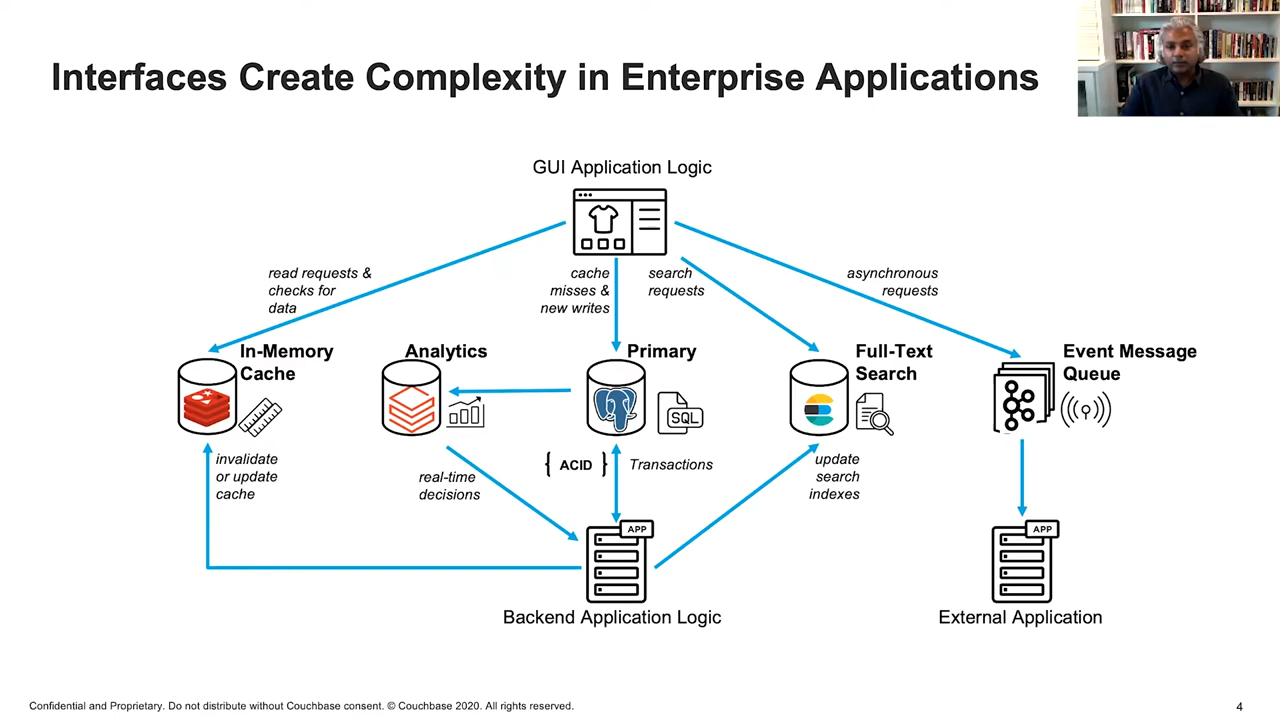 Interfaces Create Complexity in Enterprise Applications
GUI Application Logic
read requests &
checks for
data
cache
misses &
new writes
search
requests
asynchronous
requests
In-Memory
Cache
Analytics
Primary
Full-Text
Search
Event Message
Queue
SQL
invalidate
or update
cache
real-time
decisions
{ ACID }
Transactions
update
search
indexes
APP
APP
Backend Application Logic
External Application
Confidential and Proprietary. Do not distribute without Couchbase consent. © Couchbase 2020. All rights reserved.
4